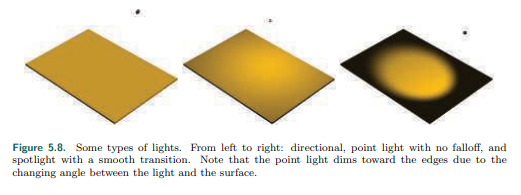 Figure 5.8. Some types of lights. From left to right: directional, point light with no falloff, and
spotlight with a smooth transition. Note that the point light dims toward the edges due to the
changing angle between the light and the surface.